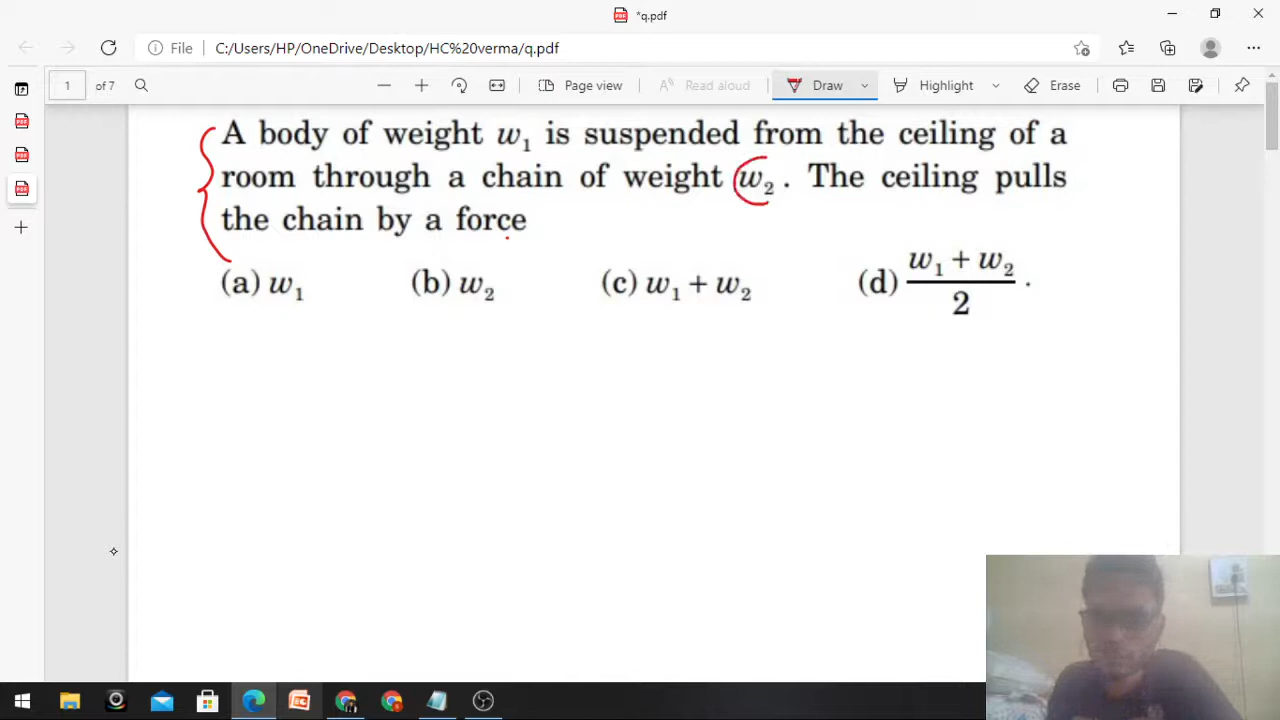 *q.pdf
File C:/Users/HP/OneDrive/Desktop/HC%20verma/q.pdf
1 of 7 Page view Read aloud Draw Highlight Erase
A body of weight w₁ is suspended from the ceiling of a
room through a chain of weight w₂ . The ceiling pulls
the chain by a force
(a) w₁ (b) w₂ (c) w₁ + w₂ (d) (w₁ + w₂)/2 .